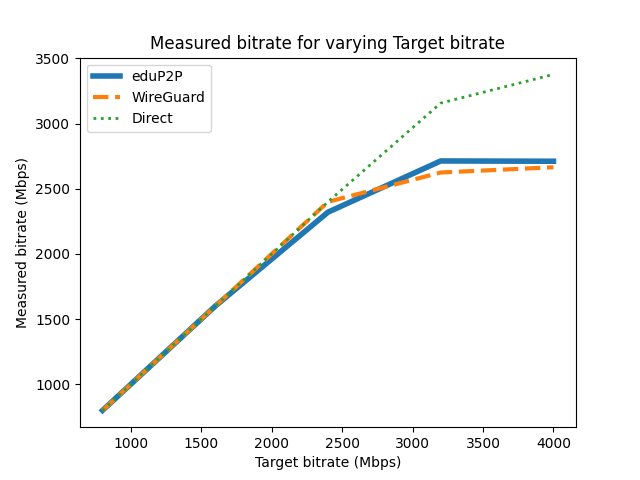 Measured bitrate for varying Target bitrate
3500
3000
2500
2000
1500
1000
Measured bitrate (Mbps)
eduP2P
WireGuard
Direct
1000 1500 2000 2500 3000 3500 4000
Target bitrate (Mbps)